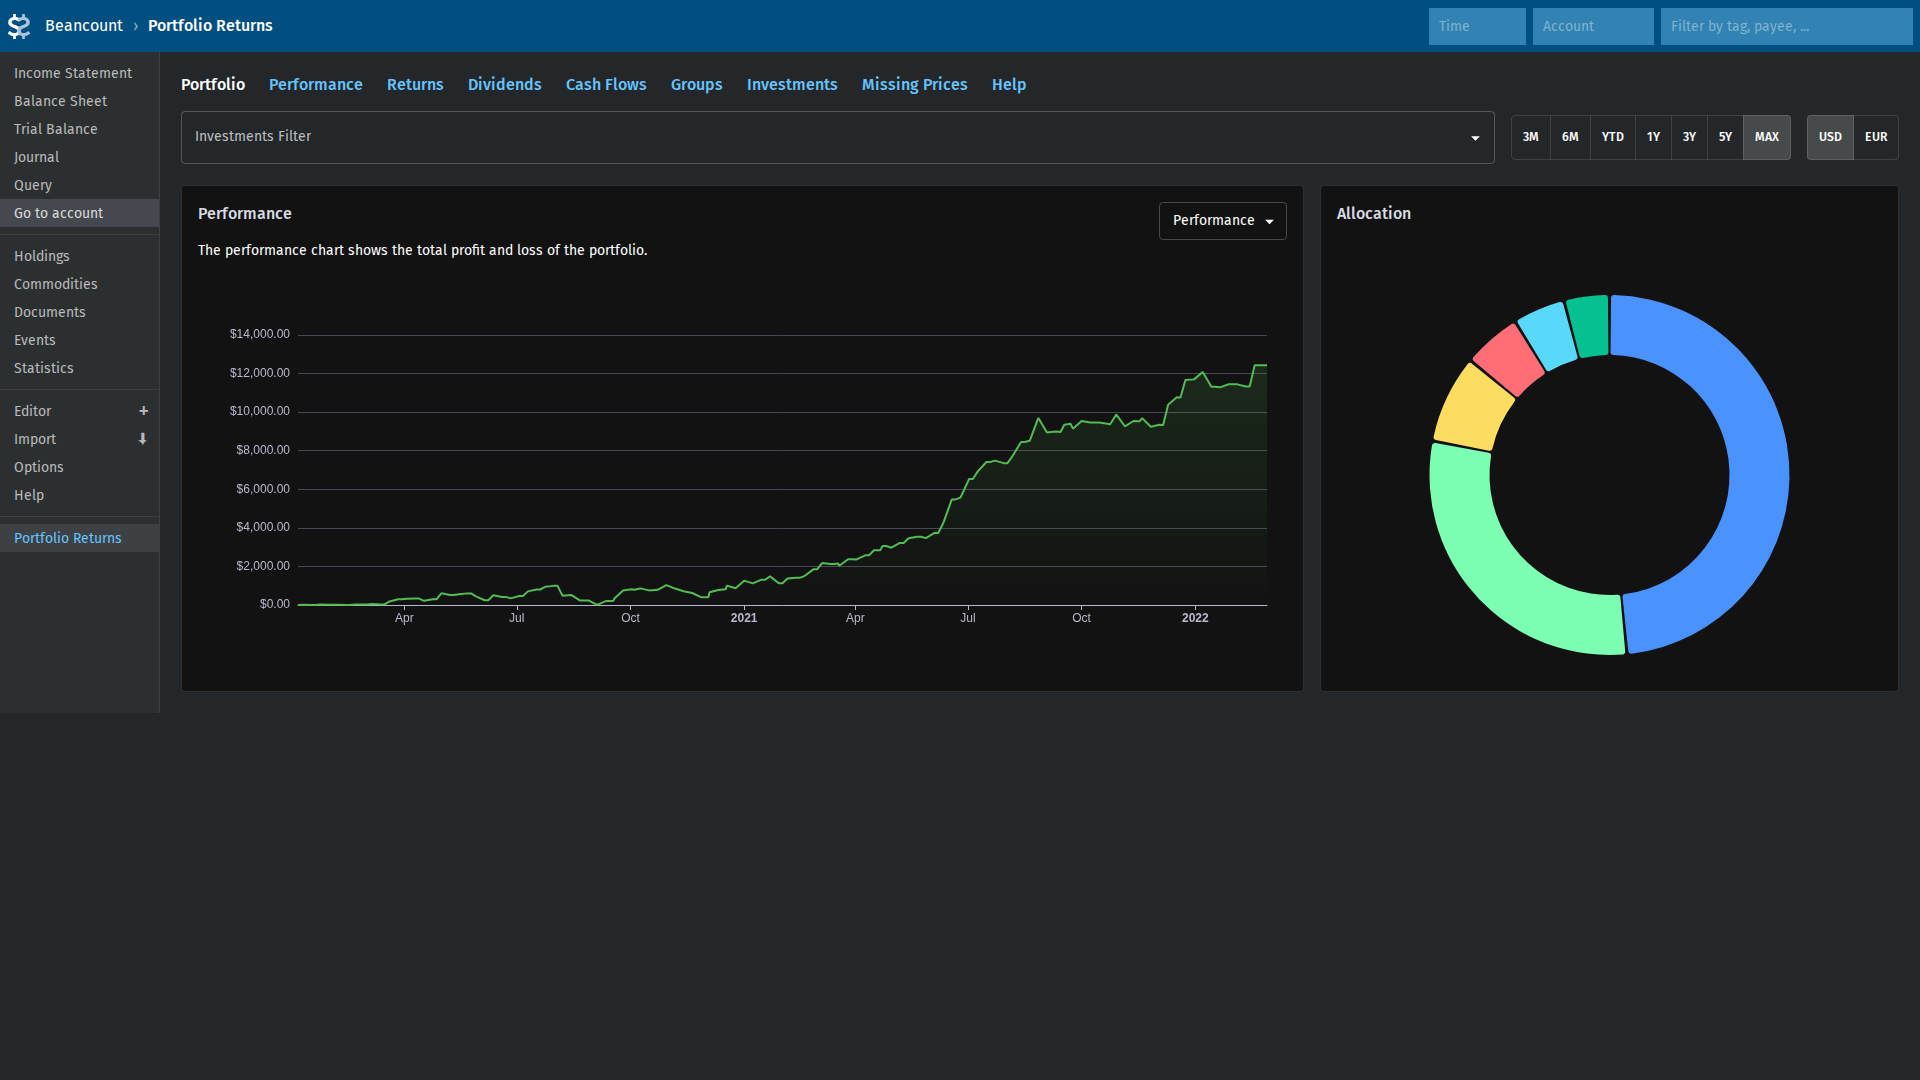 Beancount › Portfolio Returns
Time
Account
Filter by tag, payee, ...
Income Statement
Balance Sheet
Trial Balance
Journal
Query
Go to account
Holdings
Commodities
Documents
Events
Statistics
Editor +
Import ⬇
Options
Help
Portfolio Returns
Portfolio Performance Returns Dividends Cash Flows Groups Investments Missing Prices Help
Investments Filter
3M 6M YTD 1Y 3Y 5Y MAX
USD EUR
Performance
Performance
The performance chart shows the total profit and loss of the portfolio.
$14,000.00
$12,000.00
$10,000.00
$8,000.00
$6,000.00
$4,000.00
$2,000.00
$0.00
Apr Jul Oct 2021 Apr Jul Oct 2022
Allocation